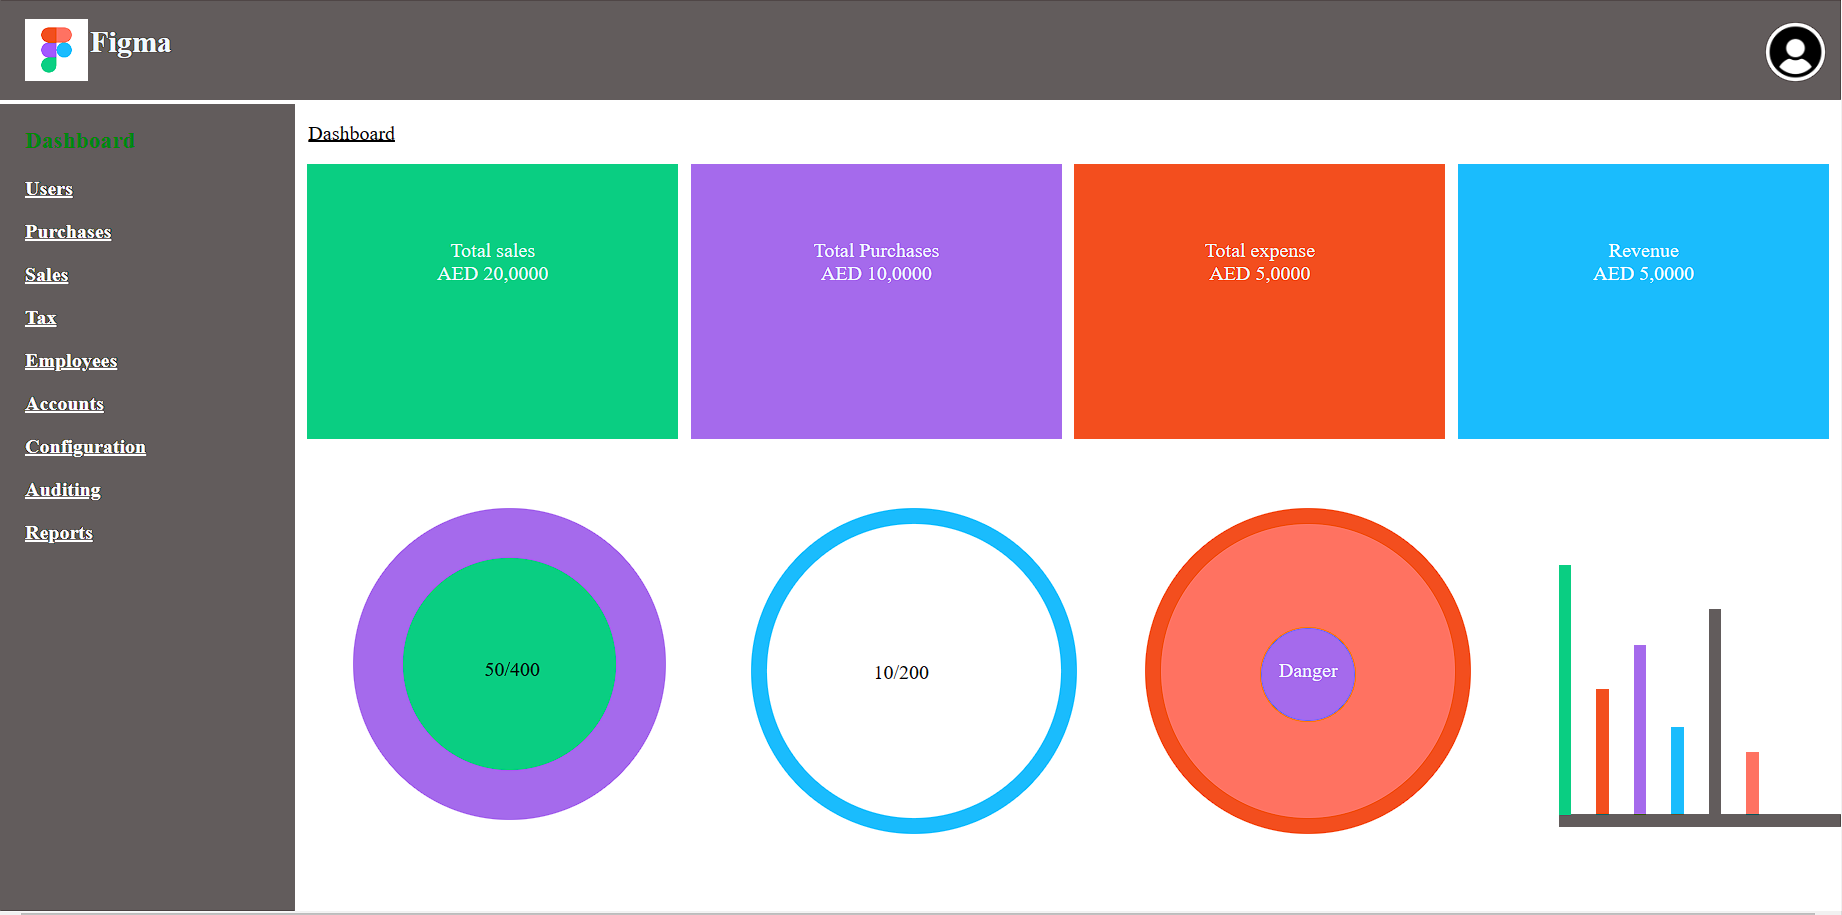 Figma
Dashboard
Users
Purchases
Sales
Tax
Employees
Accounts
Configuration
Auditing
Reports
Dashboard
Total sales
AED 20,0000
Total Purchases
AED 10,0000
Total expense
AED 5,0000
Revenue
AED 5,0000
50/400
10/200
Danger